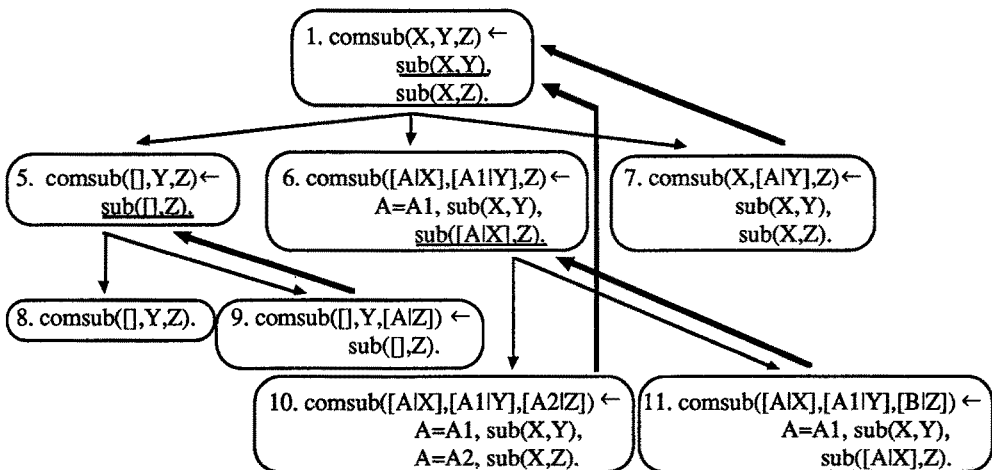 1. comsub(X,Y,Z) ←
sub(X,Y),
sub(X,Z).
5. comsub([],Y,Z) ←
sub([],Z).
6. comsub([A|X],[A1|Y],Z) ←
A=A1, sub(X,Y),
sub([A|X],Z).
7. comsub(X,[A|Y],Z) ←
sub(X,Y),
sub(X,Z).
8. comsub([],Y,Z).
9. comsub([],Y,[A|Z]) ←
sub([],Z).
10. comsub([A|X],[A1|Y],[A2|Z]) ←
A=A1, sub(X,Y),
A=A2, sub(X,Z).
11. comsub([A|X],[A1|Y],[B|Z]) ←
A=A1, sub(X,Y),
sub([A|X],Z).